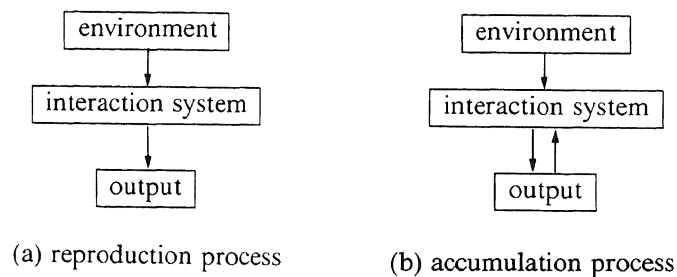 environment
interaction system
output
(a) reproduction process
environment
interaction system
output
(b) accumulation process